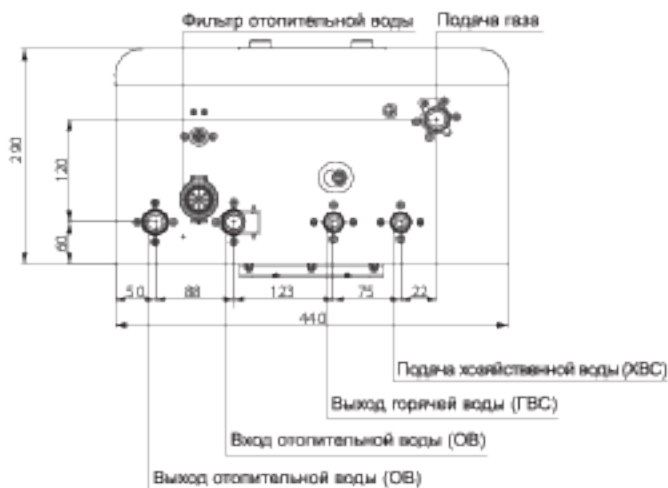 Фильтр отопительной воды
Подача газа
290
120
60
50
88
123
75
22
440
Подача хозяйственной воды (ХВС)
Выход горячей воды (ГВС)
Вход отопительной воды (ОВ)
Выход отопительной воды (ОВ)